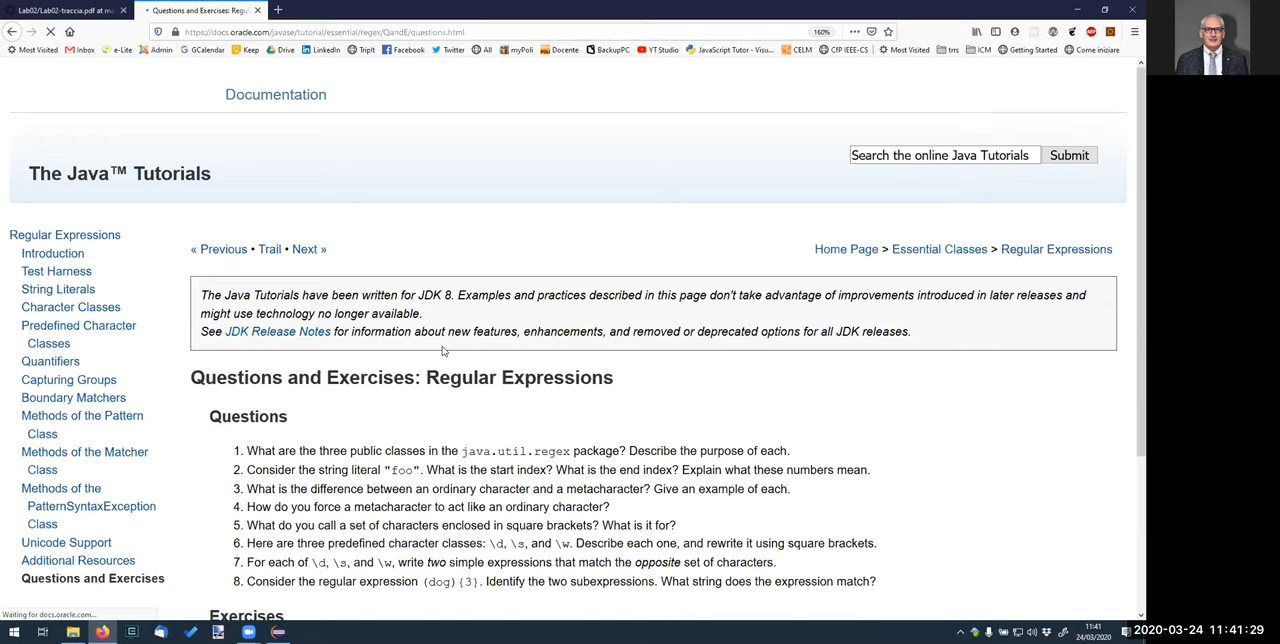 Lab02/Lab02-traccia.pdf at ma
Questions and Exercises: Regul
https://docs.oracle.com/javase/tutorial/essential/regex/QandE/questions.html
160%
Most Visited
Inbox
e-Lite
Admin
GCalendar
Keep
Drive
LinkedIn
TripIt
Facebook
Twitter
All
myPoli
Docente
BackupPC
YT Studio
JavaScript Tutor - Visu...
CELM
CfP IEEE-CS
Most Visited
trrs
ICM
Getting Started
Come iniziare
Documentation
The Java™ Tutorials
Search the online Java Tutorials
Submit
Regular Expressions
Introduction
Test Harness
String Literals
Character Classes
Predefined Character
Classes
Quantifiers
Capturing Groups
Boundary Matchers
Methods of the Pattern
Class
Methods of the Matcher
Class
Methods of the
PatternSyntaxException
Class
Unicode Support
Additional Resources
Questions and Exercises
« Previous • Trail • Next »
Home Page > Essential Classes > Regular Expressions
The Java Tutorials have been written for JDK 8. Examples and practices described in this page don't take advantage of improvements introduced in later releases and
might use technology no longer available.
See JDK Release Notes for information about new features, enhancements, and removed or deprecated options for all JDK releases.
Questions and Exercises: Regular Expressions
Questions
1. What are the three public classes in the java.util.regex package? Describe the purpose of each.
2. Consider the string literal "foo". What is the start index? What is the end index? Explain what these numbers mean.
3. What is the difference between an ordinary character and a metacharacter? Give an example of each.
4. How do you force a metacharacter to act like an ordinary character?
5. What do you call a set of characters enclosed in square brackets? What is it for?
6. Here are three predefined character classes: \d, \s, and \w. Describe each one, and rewrite it using square brackets.
7. For each of \d, \s, and \w, write two simple expressions that match the opposite set of characters.
8. Consider the regular expression (dog){3}. Identify the two subexpressions. What string does the expression match?
Exercises
Waiting for docs.oracle.com...
11:41
24/03/2020
2020-03-24 11:41:29